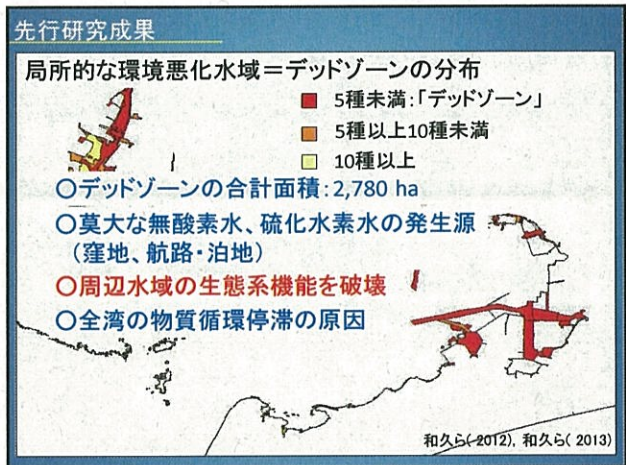 先行研究成果
局所的な環境悪化水域＝デッドゾーンの分布
5種未満:「デッドゾーン」
5種以上10種未満
10種以上
○デッドゾーンの合計面積:2,780 ha
○莫大な無酸素水、硫化水素水の発生源
（窪地、航路・泊地）
○周辺水域の生態系機能を破壊
○全湾の物質循環停滞の原因
和久ら( 2012), 和久ら( 2013)